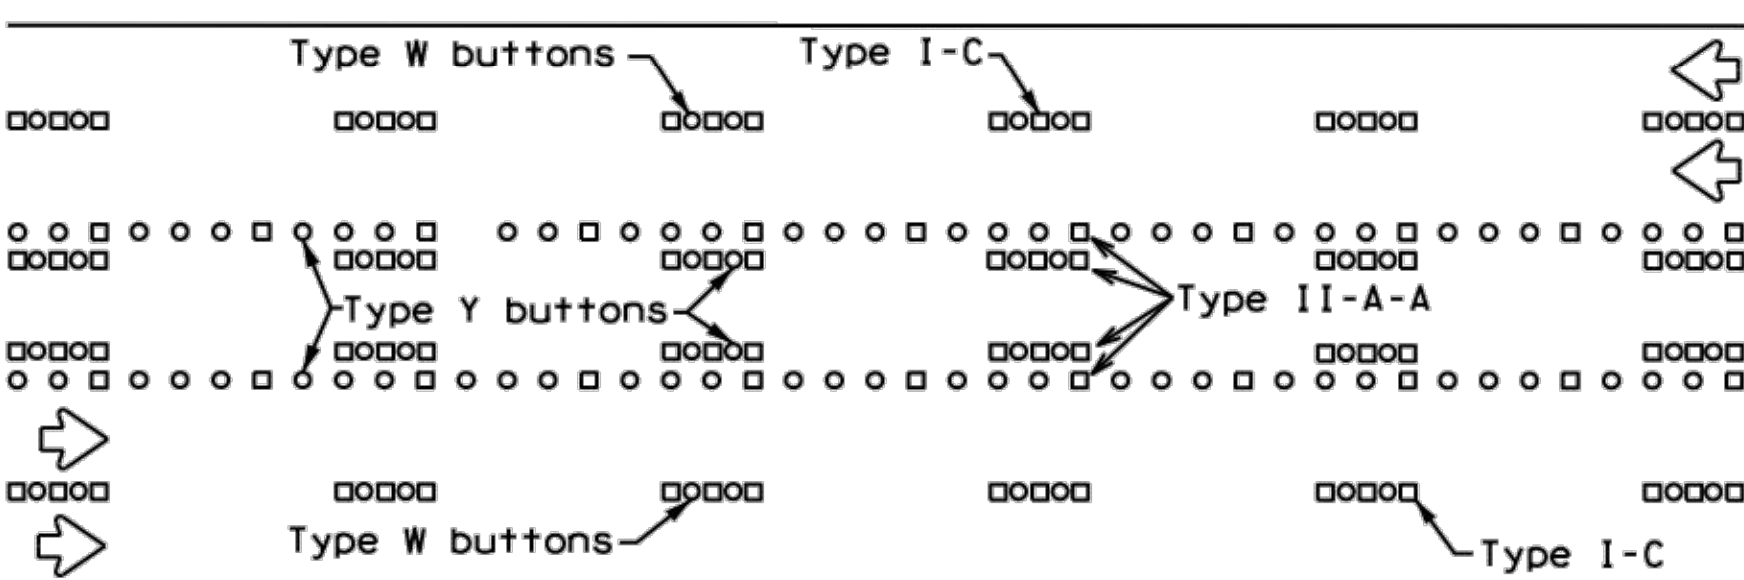 Type W buttons
Type I-C
Type Y buttons
Type II-A-A
Type W buttons
Type I-C